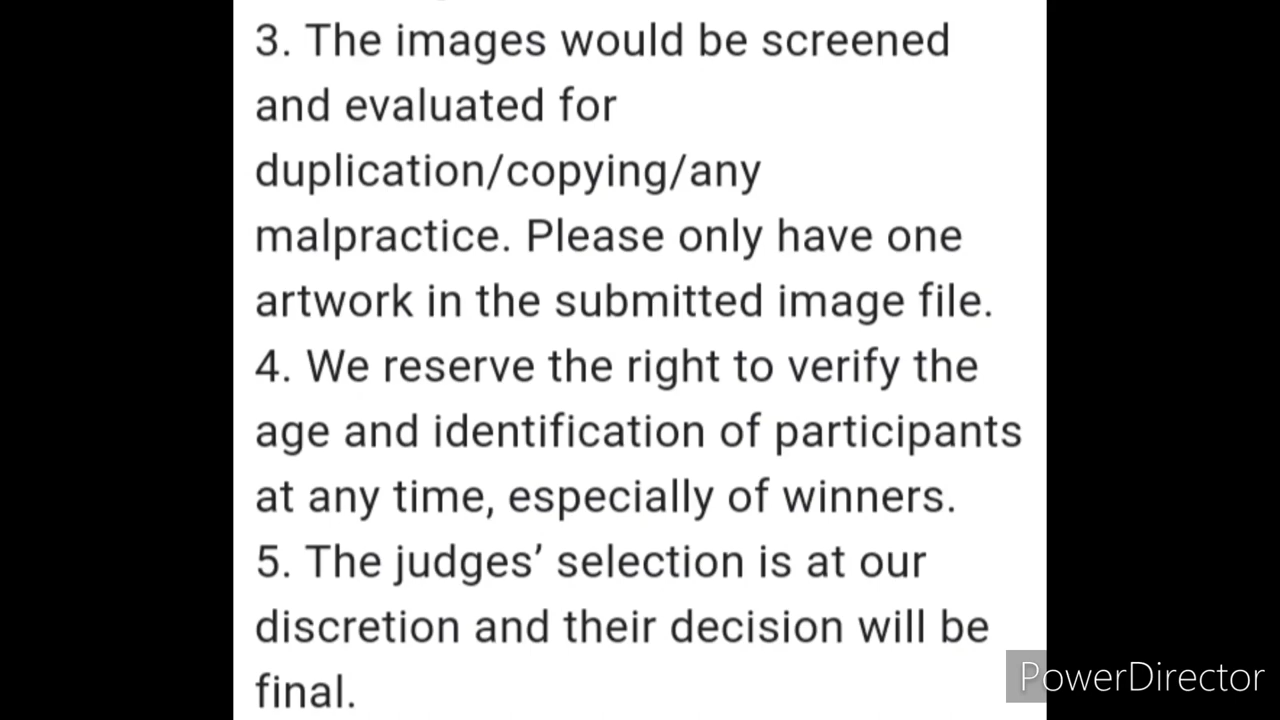 3. The images would be screened
and evaluated for
duplication/copying/any
malpractice. Please only have one
artwork in the submitted image file.
4. We reserve the right to verify the
age and identification of participants
at any time, especially of winners.
5. The judges’ selection is at our
discretion and their decision will be
final.
PowerDirector